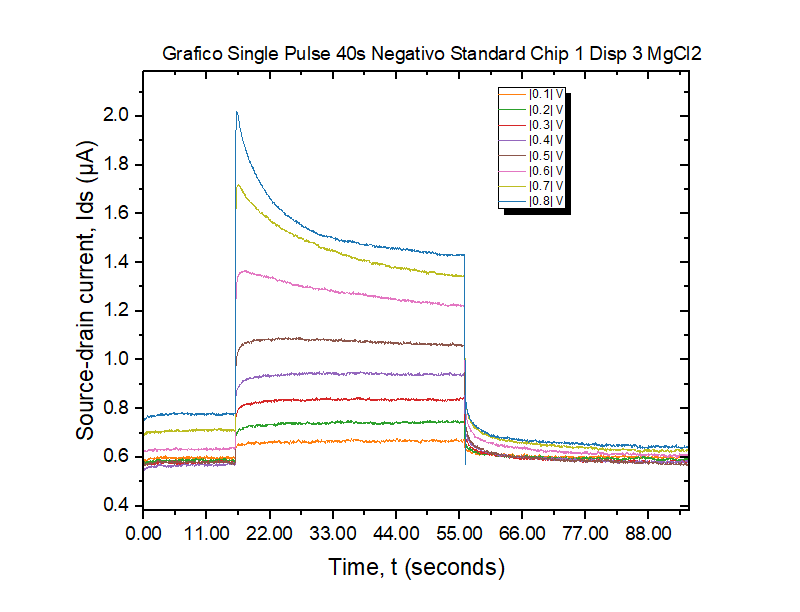 Grafico Single Pulse 40s Negativo Standard Chip 1 Disp 3 MgCl2
|0.1| V
|0.2| V
|0.3| V
|0.4| V
|0.5| V
|0.6| V
|0.7| V
|0.8| V
Source-drain current, Ids (µA)
2.0
1.8
1.6
1.4
1.2
1.0
0.8
0.6
0.4
0.00 11.00 22.00 33.00 44.00 55.00 66.00 77.00 88.00
Time, t (seconds)